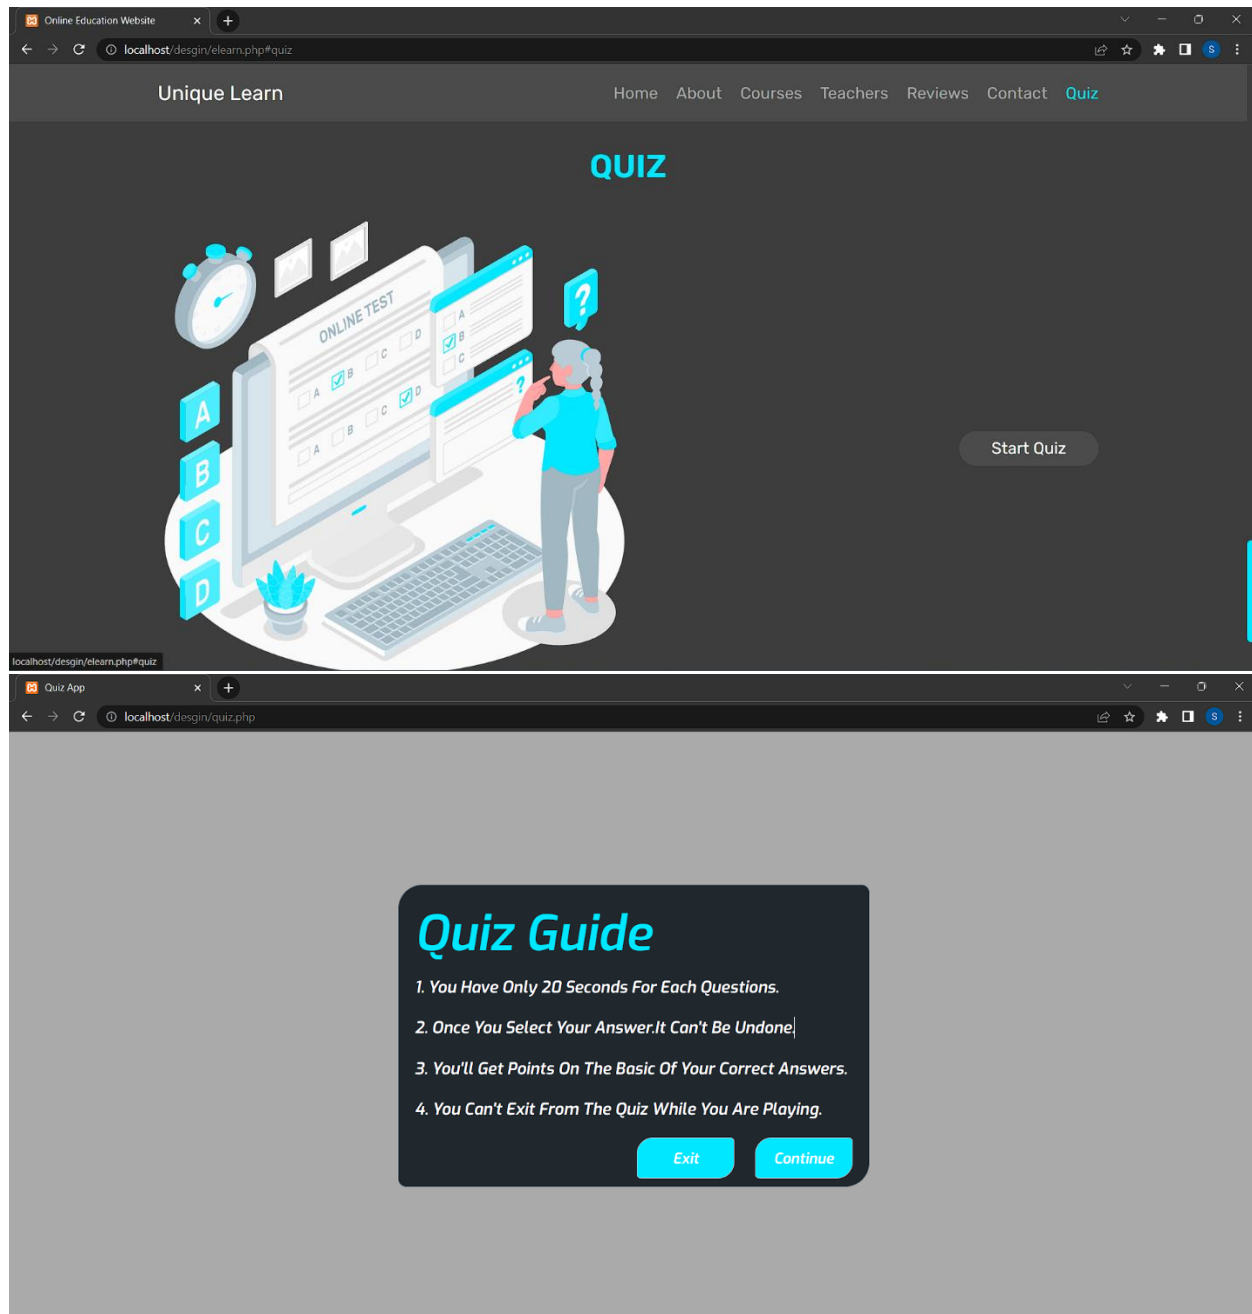 Online Education Website
localhost/desgin/elearn.php#quiz
S
Unique Learn
Home About Courses Teachers Reviews Contact Quiz
QUIZ
ONLINE TEST
A B C D
A B C D
A
B
C
?
?
A
B
C
D
Start Quiz
localhost/desgin/elearn.php#quiz
Quiz App
localhost/desgin/quiz.php
S
Quiz Guide
1. You Have Only 20 Seconds For Each Questions.
2. Once You Select Your Answer.It Can't Be Undone.
3. You'll Get Points On The Basic Of Your Correct Answers.
4. You Can't Exit From The Quiz While You Are Playing.
Exit Continue